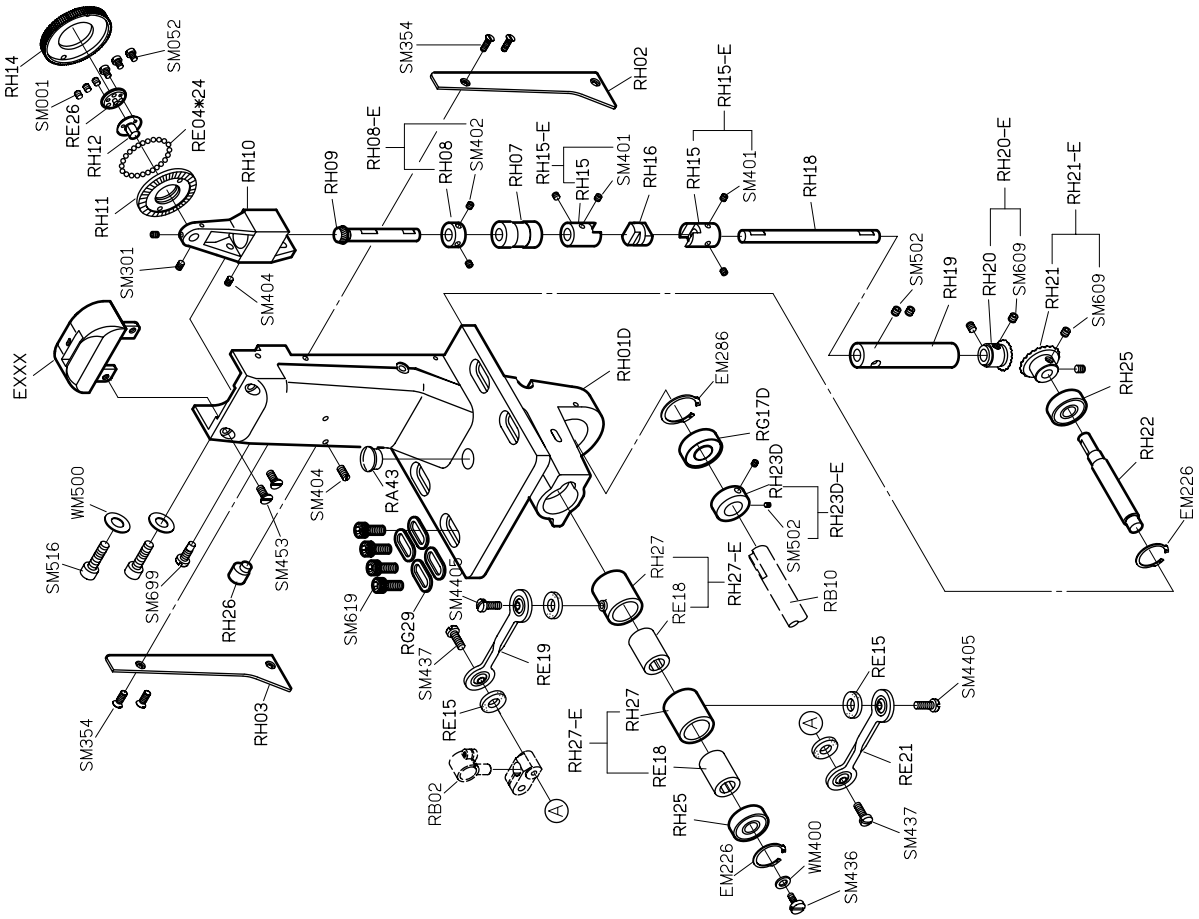 RH14
SM052
SM001
RE26
RH12
RE04*24
RH11
RH10
SM301
SM404
EXXX
SM354
RH02
RH09
RH08-E
RH08
SM402
RH07
RH15-E
RH15
SM401
RH16
RH15-E
RH15
SM401
RH18
SM502
RH19
RH20-E
RH20
SM609
RH21-E
RH21
SM609
RH25
RH22
EM226
RH01D
EM286
RG17D
RH23D
RH23D-E
SM502
RB10
WM500
SM516
SM699
RH26
SM453
SM404
RA43
SM619
RG29
SM4405
SM437
RE19
RE15
RB02
A
RH03
SM354
RH27
RE18
RH27-E
RH27
RE18
RH27-E
RH25
EM226
WM400
SM436
RE15
SM4405
A
RE21
SM437